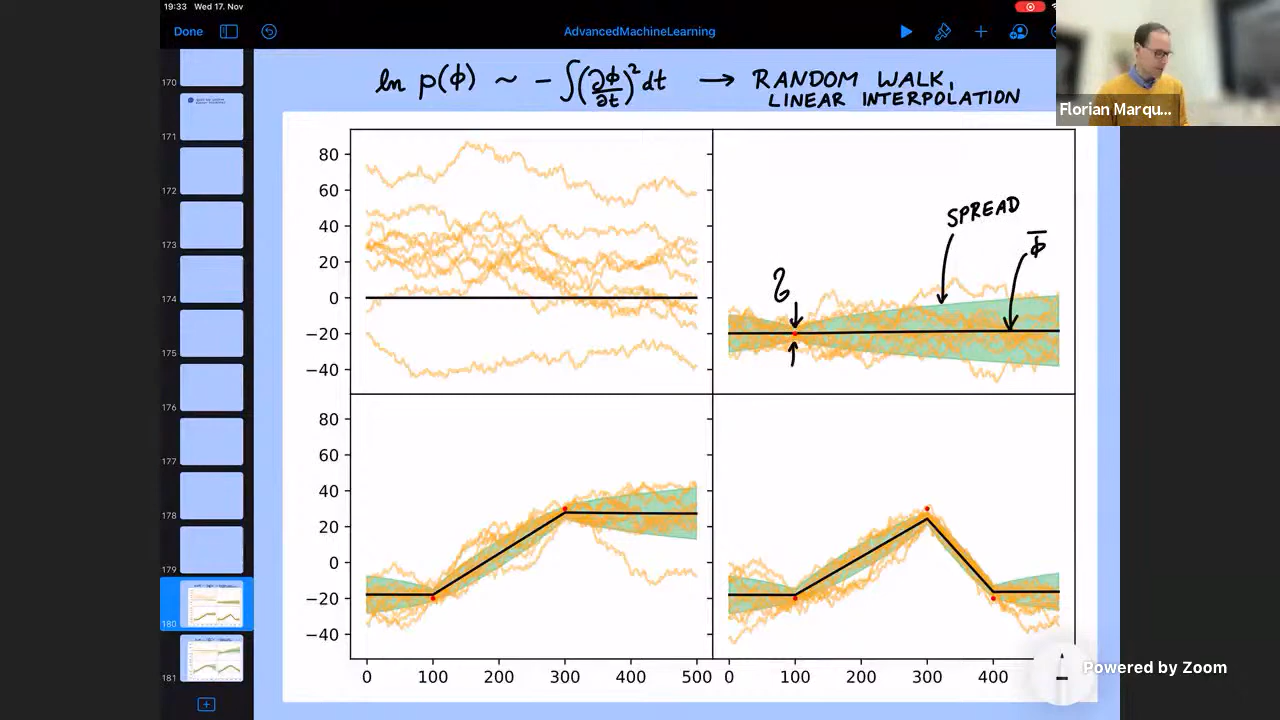 19:33 Wed 17. Nov
Done
AdvancedMachineLearning
Florian Marqu...
ln p(ϕ) ~ - ∫(∂ϕ/∂t)² dt → RANDOM WALK,
LINEAR INTERPOLATION
170
171
172
173
174
175
176
177
178
179
180
181
80
60
40
20
0
−20
−40
SPREAD
ϕ̅
80
60
40
20
0
−20
−40
0 100 200 300 400 500
0 100 200 300 400
Powered by Zoom